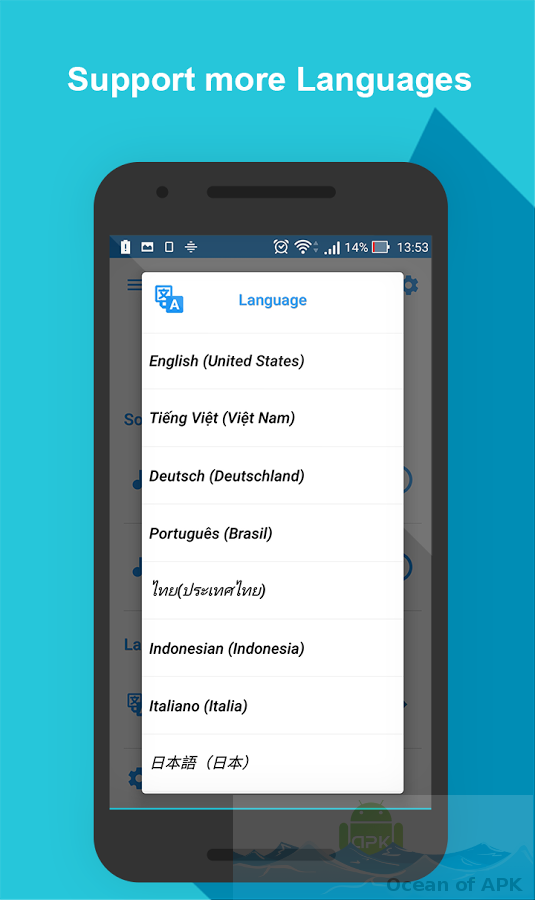 Support more Languages
14% 13:53
Language
So
English (United States)
Tiếng Việt (Việt Nam)
Deutsch (Deutschland)
Português (Brasil)
ไทย(ประเทศไทย)
La
Indonesian (Indonesia)
Italiano (Italia)
日本語（日本）
APK
Ocean of APK